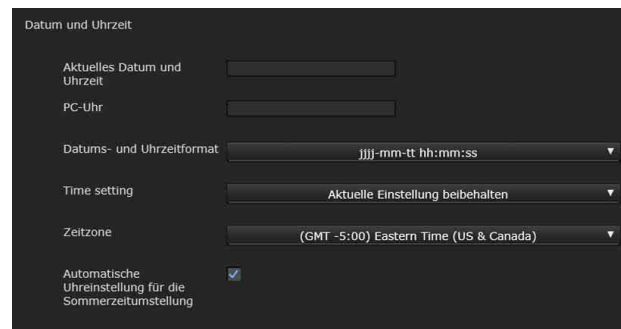 Datum und Uhrzeit
Aktuelles Datum und
Uhrzeit
PC-Uhr
Datums- und Uhrzeitformat
jjjj-mm-tt hh:mm:ss
Time setting
Aktuelle Einstellung beibehalten
Zeitzone
(GMT -5:00) Eastern Time (US & Canada)
Automatische
Uhreinstellung für die
Sommerzeitumstellung